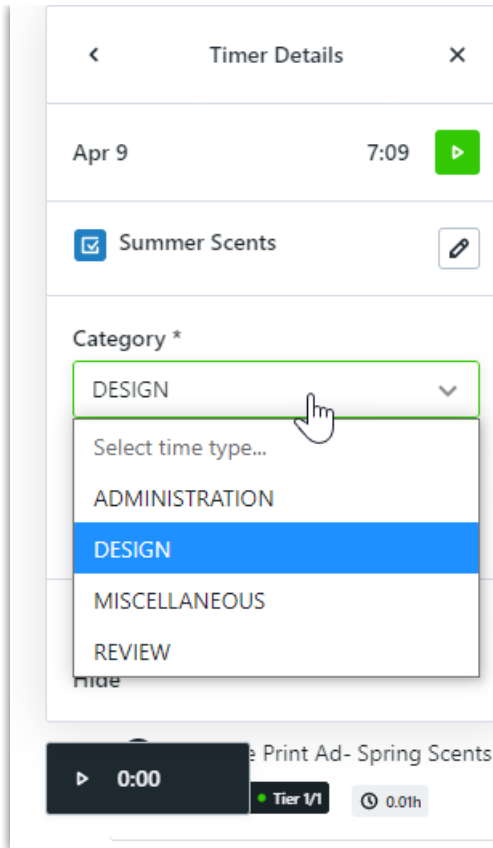 Timer Details
Apr 9 7:09
Summer Scents
Category *
DESIGN
Select time type...
ADMINISTRATION
DESIGN
MISCELLANEOUS
REVIEW
Hide
Print Ad- Spring Scents
0:00
Tier 1/1 0.01h